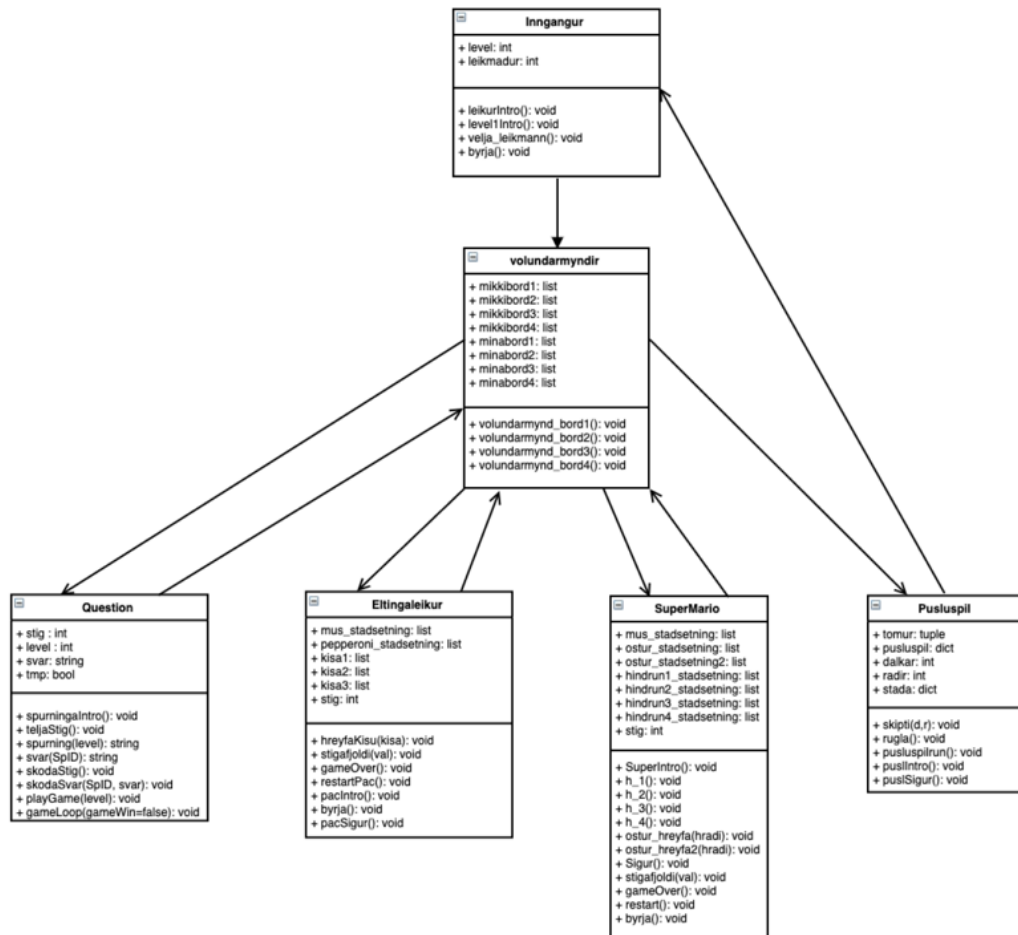 Inngangur
+ level: int
+ leikmadur: int
+ leikurIntro(): void
+ level1Intro(): void
+ velja_leikmann(): void
+ byrja(): void
volundarmyndir
+ mikkibord1: list
+ mikkibord2: list
+ mikkibord3: list
+ mikkibord4: list
+ minabord1: list
+ minabord2: list
+ minabord3: list
+ minabord4: list
+ volundarmynd_bord1(): void
+ volundarmynd_bord2(): void
+ volundarmynd_bord3(): void
+ volundarmynd_bord4(): void
Question
+ stig : int
+ level : int
+ svar: string
+ tmp: bool
+ spurningaIntro(): void
+ teljaStig(): void
+ spurning(level): string
+ svar(SpID): string
+ skodaStig(): void
+ skodaSvar(SpID, svar): void
+ playGame(level): void
+ gameLoop(gameWin=false): void
Eltingaleikur
+ mus_stadsetning: list
+ pepperoni_stadsetning: list
+ kisa1: list
+ kisa2: list
+ kisa3: list
+ stig: int
+ hreyfaKisu(kisa): void
+ stigafjoldi(val): void
+ gameOver(): void
+ restartPac(): void
+ pacIntro(): void
+ byrja(): void
+ pacSigur(): void
SuperMario
+ mus_stadsetning: list
+ ostur_stadsetning: list
+ ostur_stadsetning2: list
+ hindrun1_stadsetning: list
+ hindrun2_stadsetning: list
+ hindrun3_stadsetning: list
+ hindrun4_stadsetning: list
+ stig: int
+ SuperIntro(): void
+ h_1(): void
+ h_2(): void
+ h_3(): void
+ h_4(): void
+ ostur_hreyfa(hradi): void
+ ostur_hreyfa2(hradi): void
+ Sigur(): void
+ stigafjoldi(val): void
+ gameOver(): void
+ restart(): void
+ byrja(): void
Pusluspil
+ tomur: tuple
+ pusluspil: dict
+ dalkar: int
+ radir: int
+ stada: dict
+ skipti(d,r): void
+ rugla(): void
+ pusluspilrun(): void
+ puslIntro(): void
+ puslSigur(): void